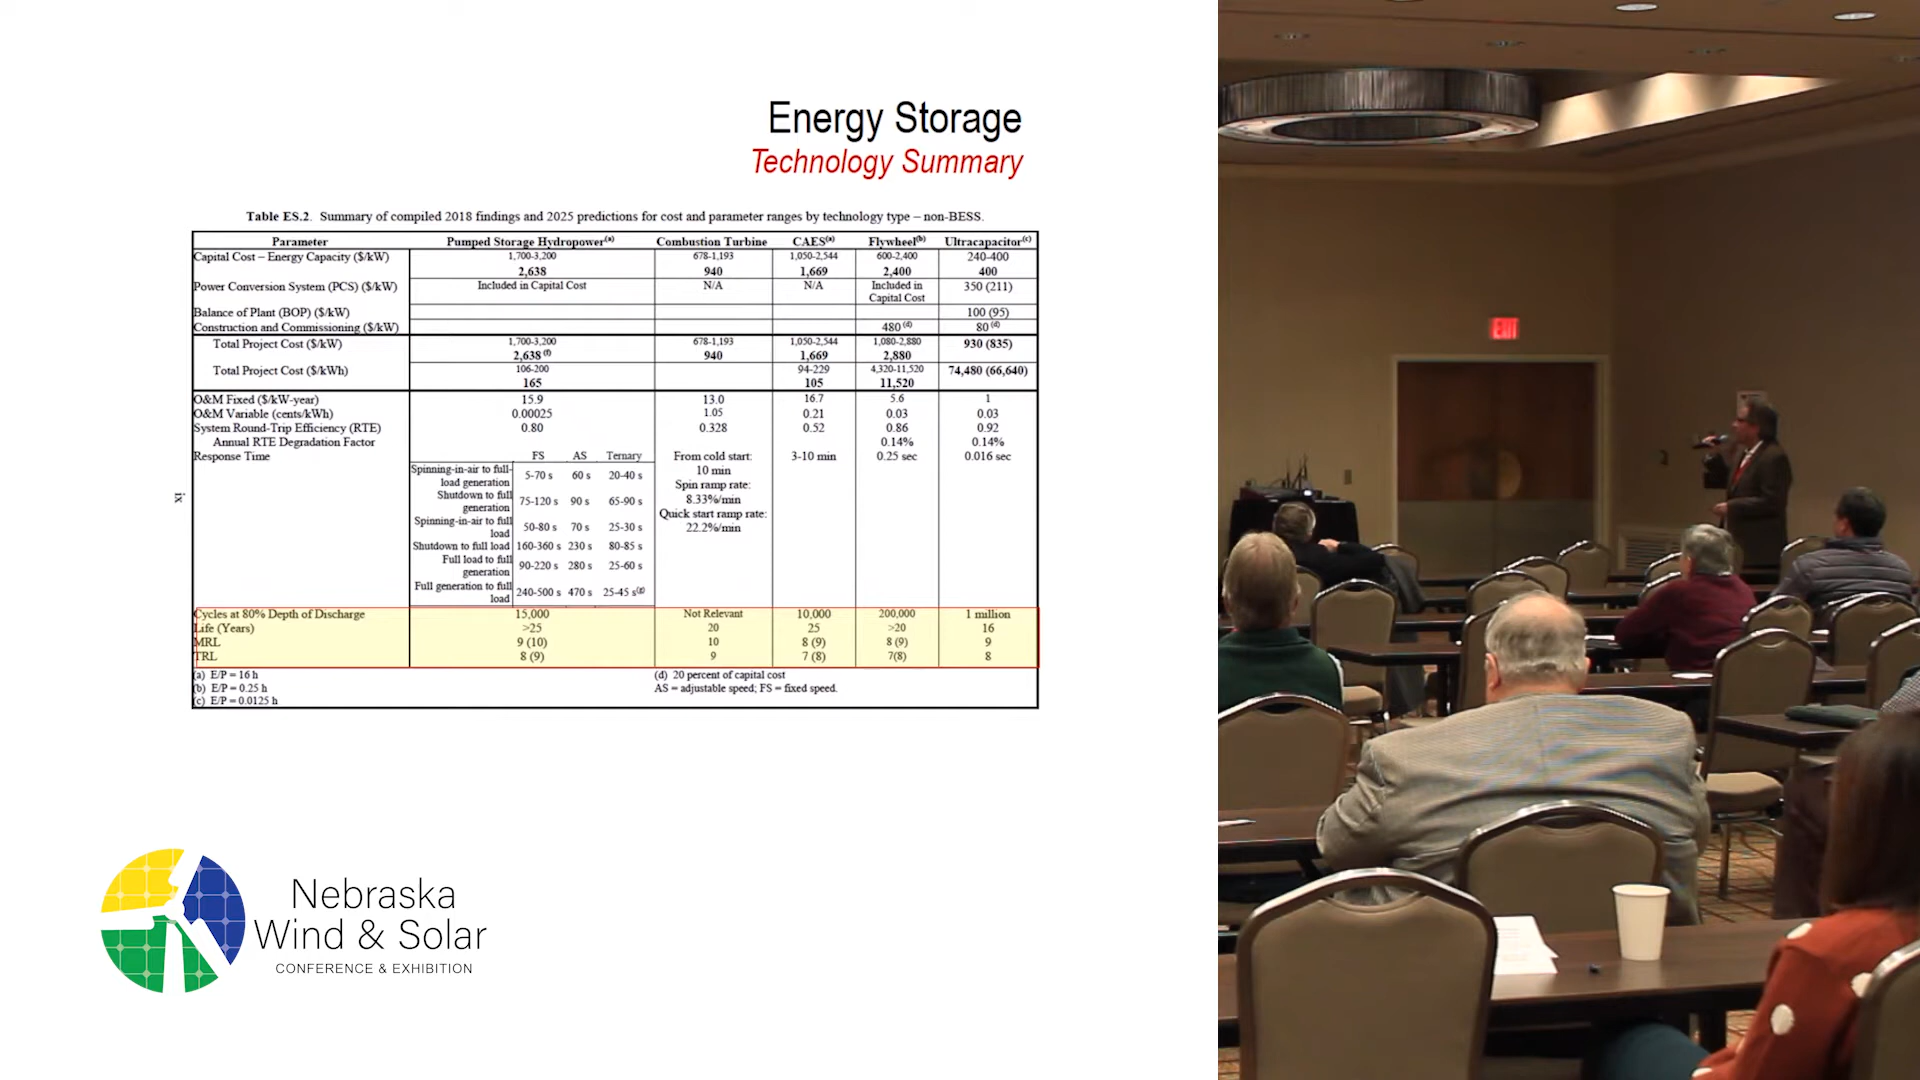 Energy Storage
Technology Summary
Table ES.2. Summary of compiled 2018 findings and 2025 predictions for cost and parameter ranges by technology type – non-BESS.
Parameter Pumped Storage Hydropower(a) Combustion Turbine CAES(a) Flywheel(b) Ultracapacitor(c)
Capital Cost – Energy Capacity ($/kW) 1,700-3,200 678-1,193 1,050-2,544 600-2,400 240-400
2,638 940 1,669 2,400 400
Power Conversion System (PCS) ($/kW) Included in Capital Cost N/A N/A Included in 350 (211)
Capital Cost
Balance of Plant (BOP) ($/kW) 100 (95)
Construction and Commissioning ($/kW) 480 (d) 80 (d)
Total Project Cost ($/kW) 1,700-3,200 678-1,193 1,050-2,544 1,080-2,880 930 (835)
2,638 (f) 940 1,669 2,880
Total Project Cost ($/kWh) 106-200 94-229 4,320-11,520 74,480 (66,640)
165 105 11,520
O&M Fixed ($/kW-year) 15.9 13.0 16.7 5.6 1
O&M Variable (cents/kWh) 0.00025 1.05 0.21 0.03 0.03
System Round-Trip Efficiency (RTE) 0.80 0.328 0.52 0.86 0.92
Annual RTE Degradation Factor 0.14% 0.14%
Response Time FS AS Ternary From cold start: 3-10 min 0.25 sec 0.016 sec
Spinning-in-air to full- 5-70 s 60 s 20-40 s 10 min
load generation Spin ramp rate:
Shutdown to full 75-120 s 90 s 65-90 s 8.33%/min
generation Quick start ramp rate:
Spinning-in-air to full 50-80 s 70 s 25-30 s 22.2%/min
load
Shutdown to full load 160-360 s 230 s 80-85 s
Full load to full 90-220 s 280 s 25-60 s
generation
Full generation to full 240-500 s 470 s 25-45 s(g)
load
Cycles at 80% Depth of Discharge 15,000 Not Relevant 10,000 200,000 1 million
Life (Years) >25 20 25 >20 16
MRL 9 (10) 10 8 (9) 8 (9) 9
TRL 8 (9) 9 7 (8) 7(8) 8
(a) E/P = 16 h (d) 20 percent of capital cost
(b) E/P = 0.25 h AS = adjustable speed; FS = fixed speed.
(c) E/P = 0.0125 h
ix
Nebraska
Wind & Solar
CONFERENCE & EXHIBITION
EXIT